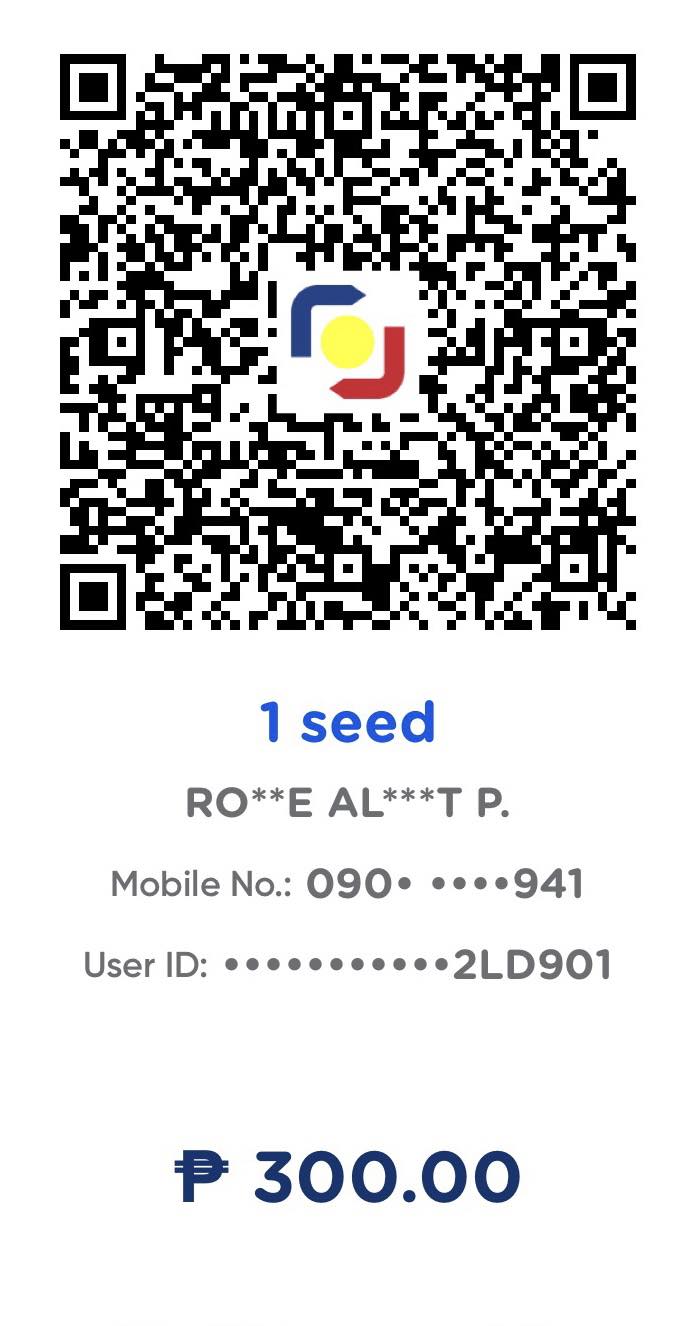 1 seed
RO**E AL***T P.
Mobile No.: 090• ••••941
User ID: •••••••••••2LD901
₱ 300.00